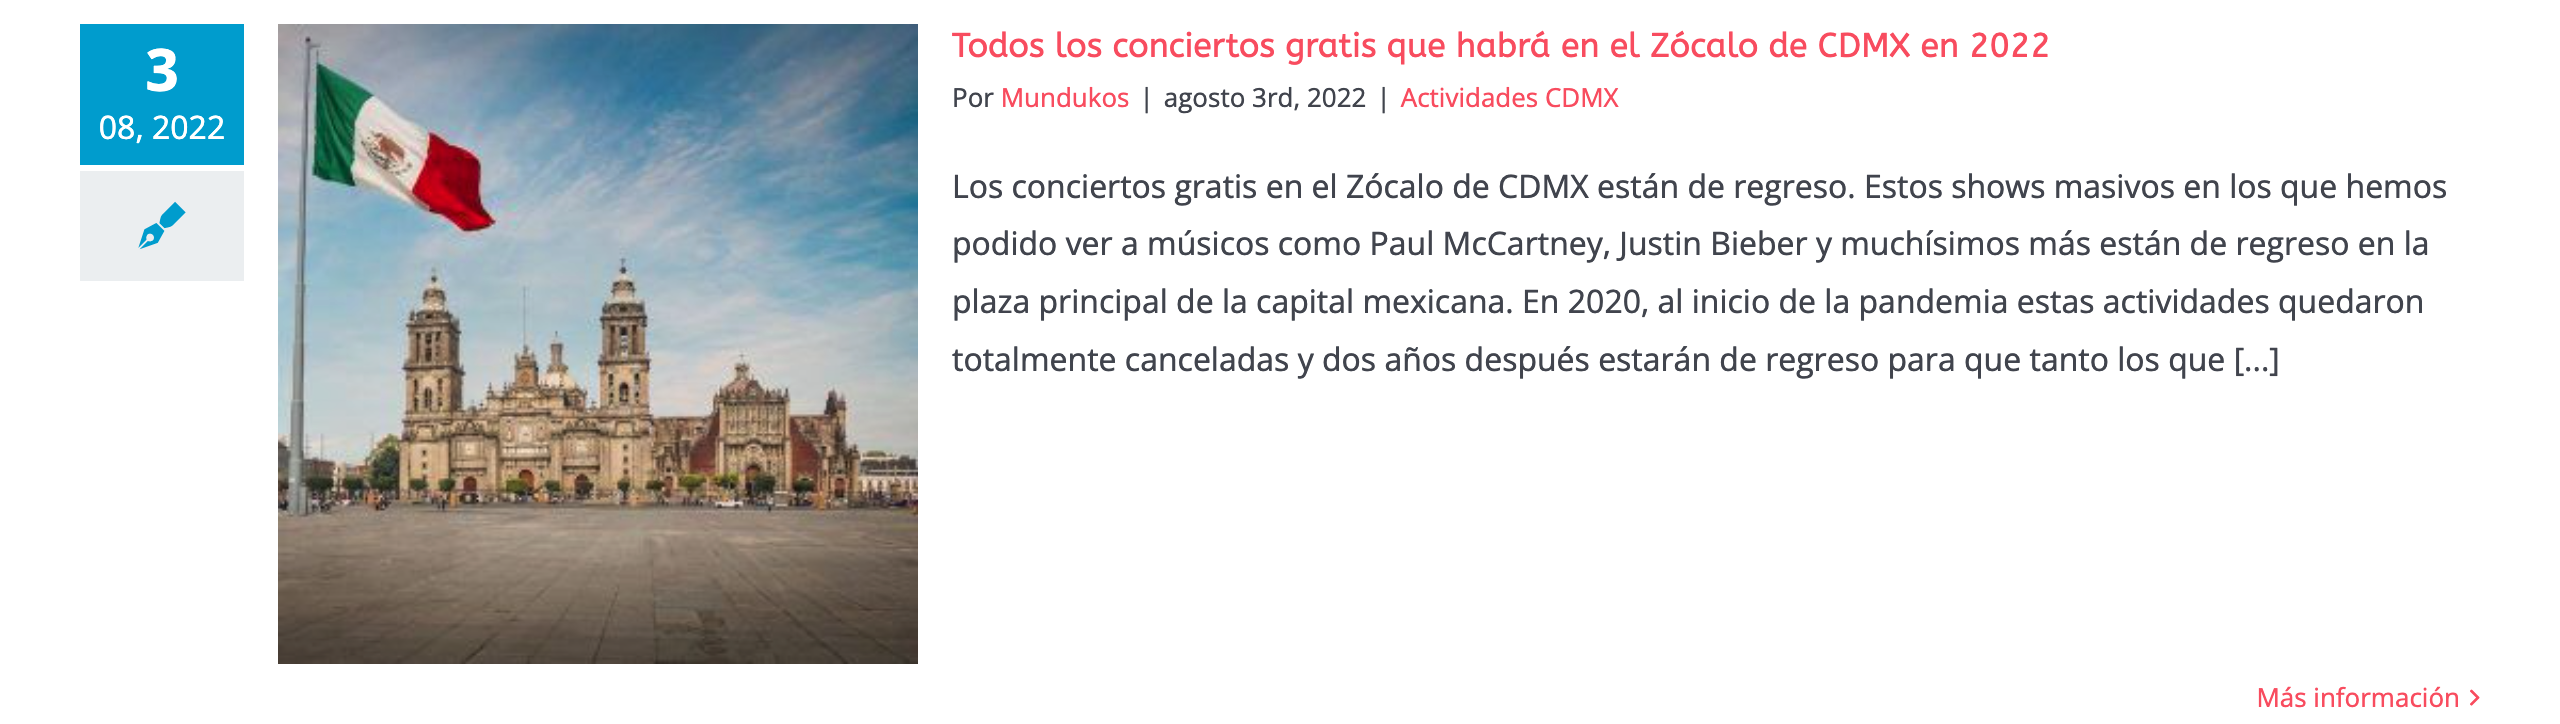 3
08, 2022
Todos los conciertos gratis que habrá en el Zócalo de CDMX en 2022
Por Mundukos | agosto 3rd, 2022 | Actividades CDMX
Los conciertos gratis en el Zócalo de CDMX están de regreso. Estos shows masivos en los que hemos
podido ver a músicos como Paul McCartney, Justin Bieber y muchísimos más están de regreso en la
plaza principal de la capital mexicana. En 2020, al inicio de la pandemia estas actividades quedaron
totalmente canceladas y dos años después estarán de regreso para que tanto los que [...]
Más información >